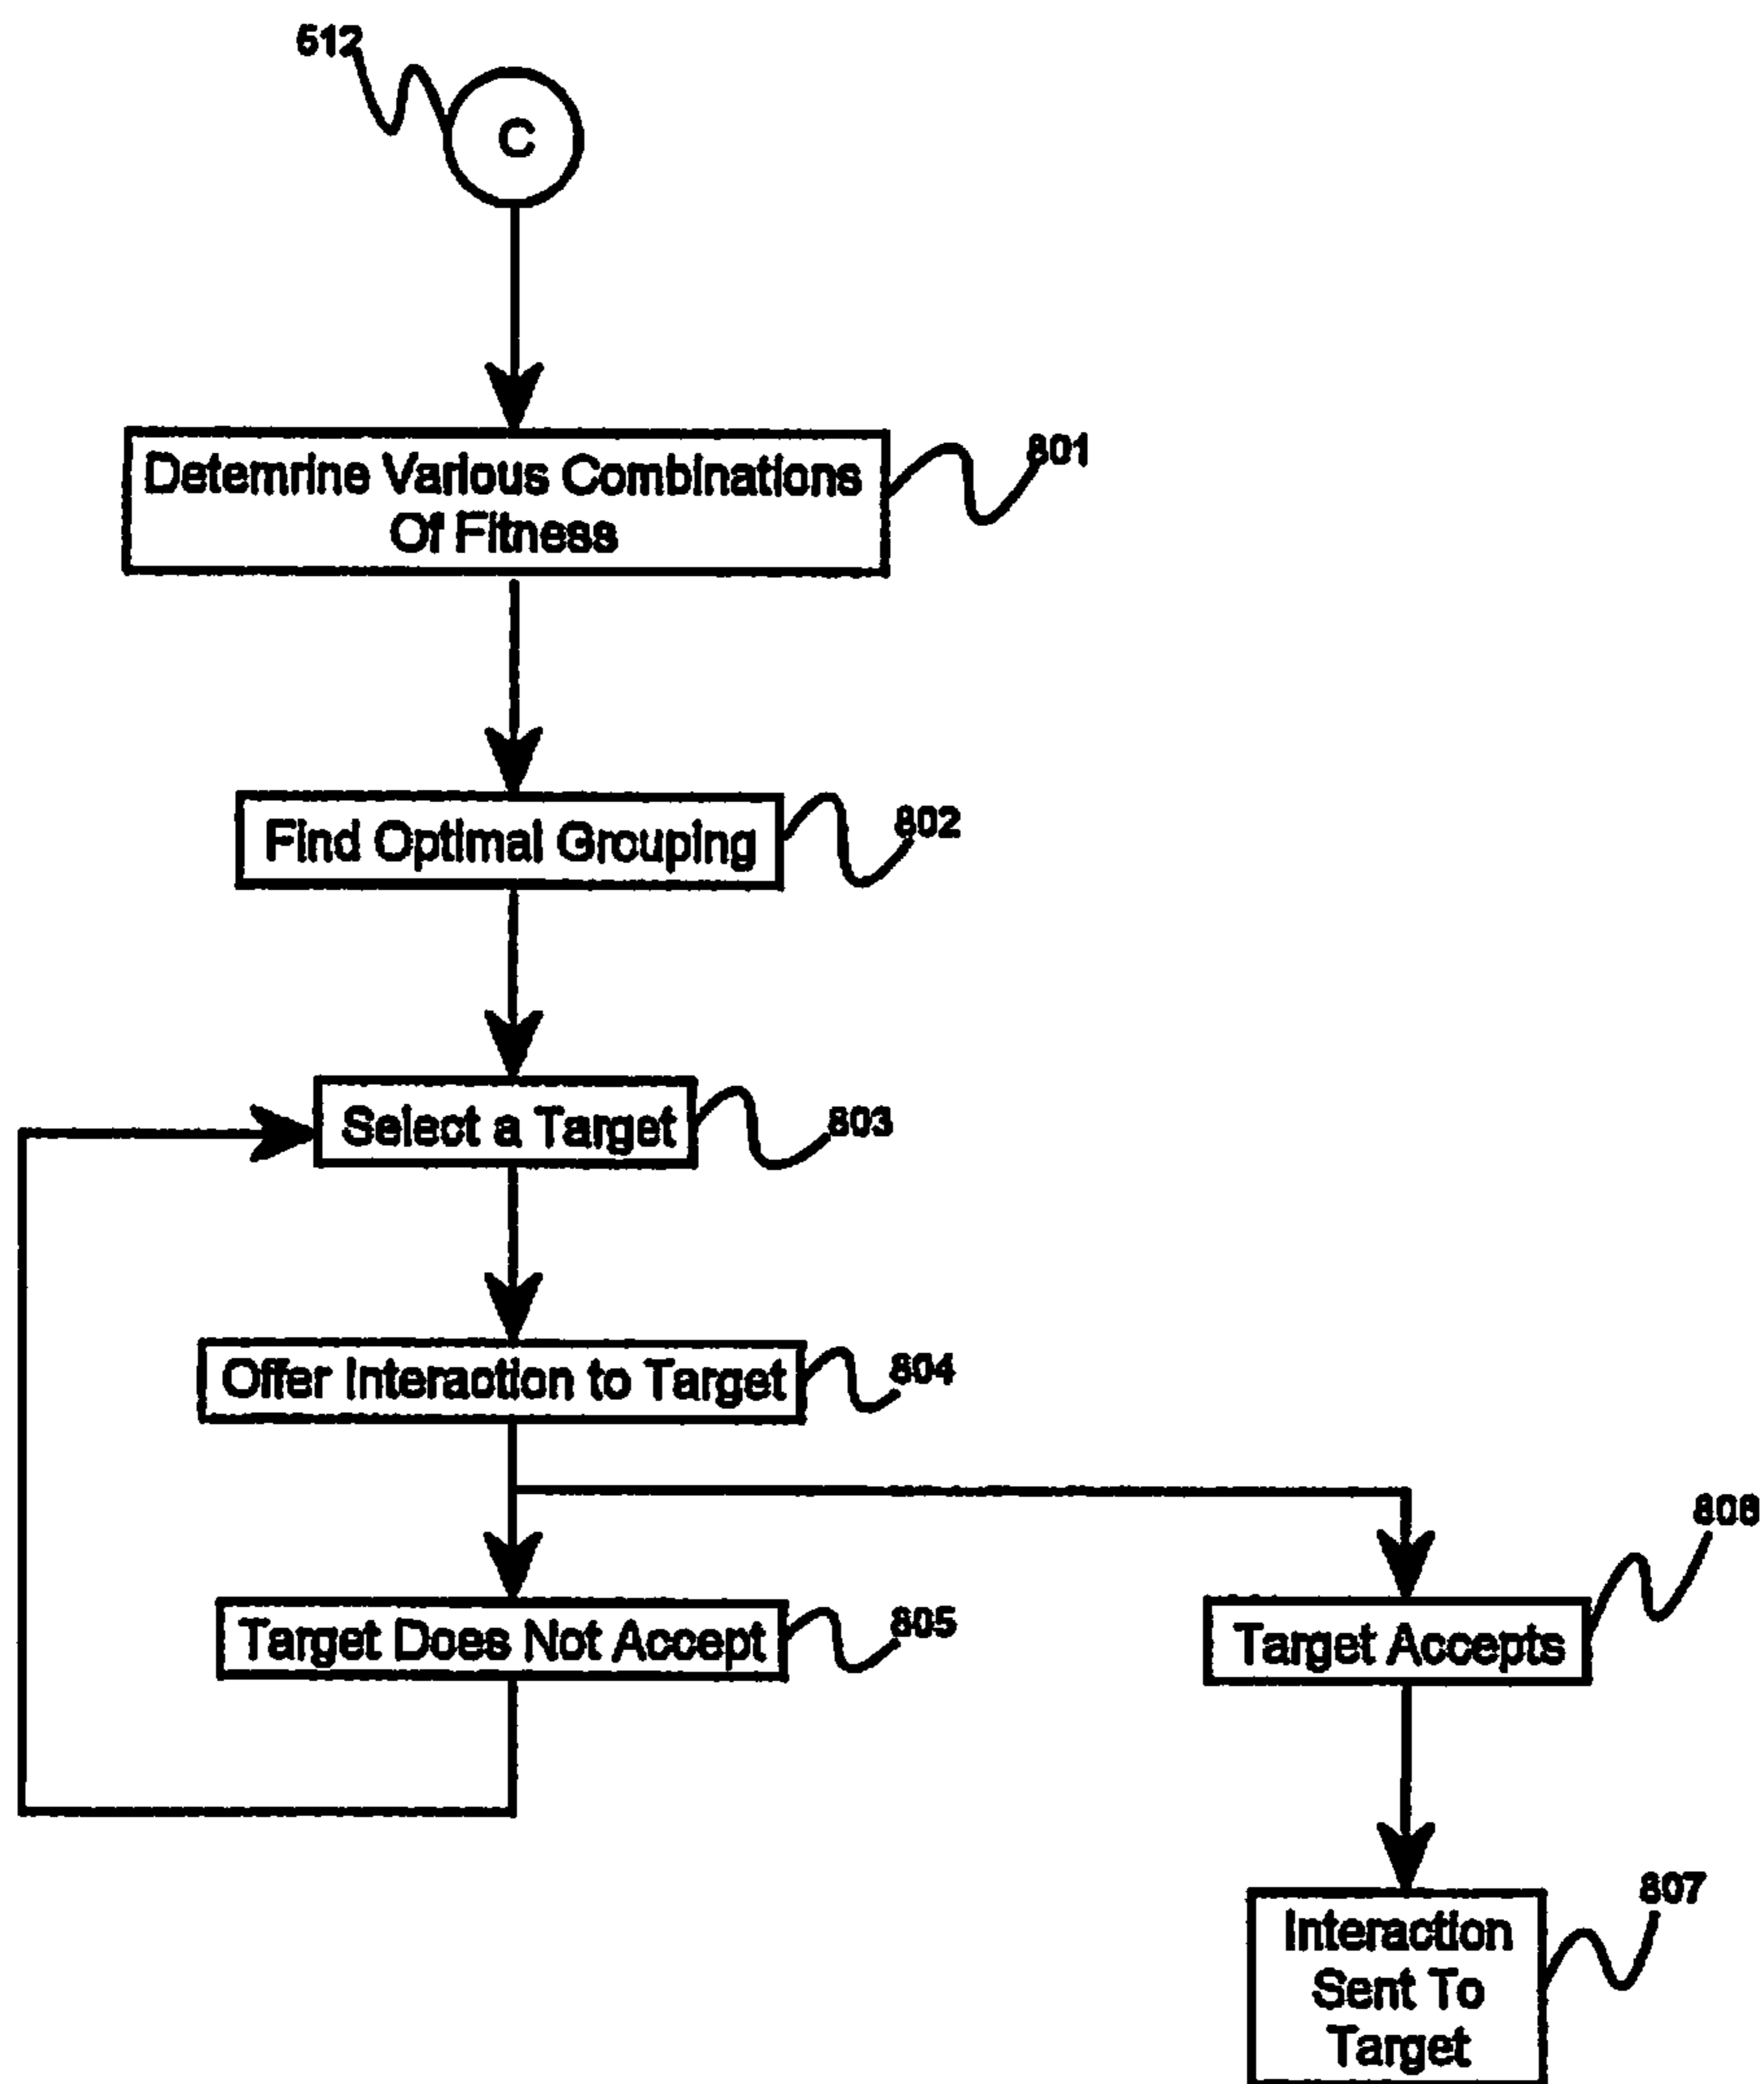 512
C
Detemrine Various Combinations
Of Fitness
801
Find Optimal Grouping
802
Select a Target
803
Offer Interaction to Target
804
Target Does Not Accept
805
Target Accepts
806
Interaction
Sent To
Target
807